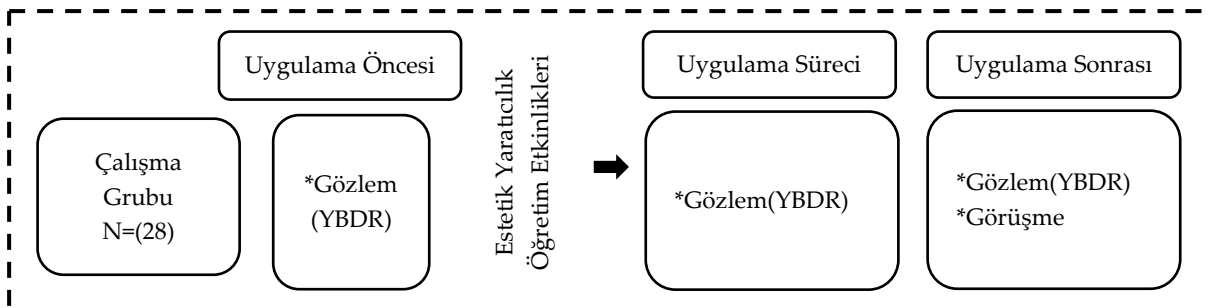 Uygulama Öncesi
Çalışma
Grubu
N=(28)
*Gözlem
(YBDR)
Estetik Yaratıcılık
Öğretim Etkinlikleri
Uygulama Süreci
*Gözlem(YBDR)
Uygulama Sonrası
*Gözlem(YBDR)
*Görüşme